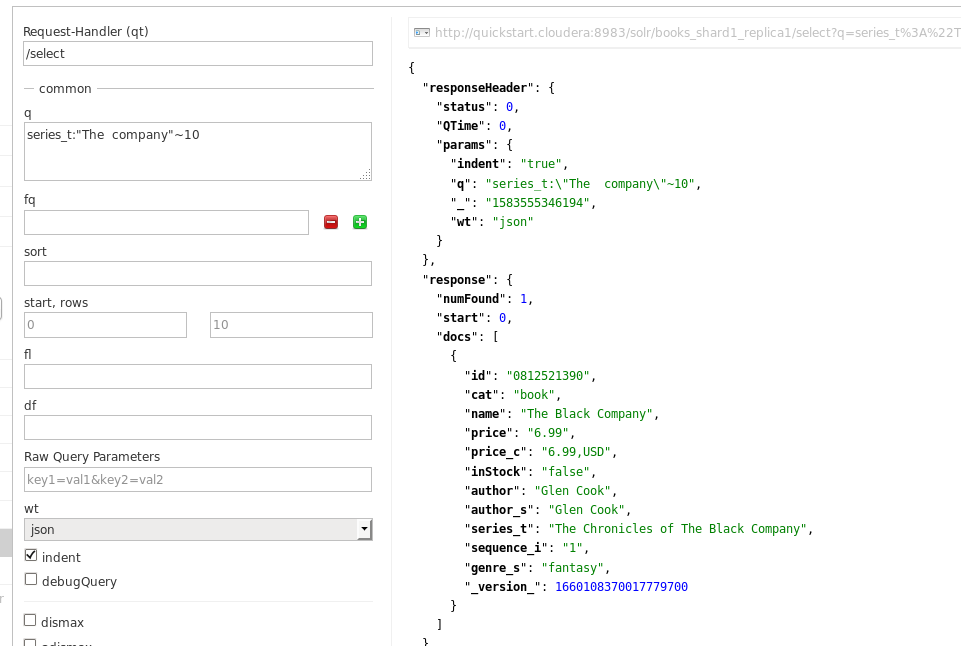 Request-Handler (qt)
/select
common
q
series_t:"The  company"~10
fq
sort
start, rows
0
10
fl
df
Raw Query Parameters
key1=val1&key2=val2
wt
json
indent
debugQuery
dismax
edismax
http://quickstart.cloudera:8983/solr/books_shard1_replica1/select?q=series_t%3A%22T
{
"responseHeader": {
"status": 0,
"QTime": 0,
"params": {
"indent": "true",
"q": "series_t:\"The  company\"~10",
"_": "1583555346194",
"wt": "json"
}
},
"response": {
"numFound": 1,
"start": 0,
"docs": [
{
"id": "0812521390",
"cat": "book",
"name": "The Black Company",
"price": "6.99",
"price_c": "6.99,USD",
"inStock": "false",
"author": "Glen Cook",
"author_s": "Glen Cook",
"series_t": "The Chronicles of The Black Company",
"sequence_i": "1",
"genre_s": "fantasy",
"_version_": 1660108370017779700
}
]
}